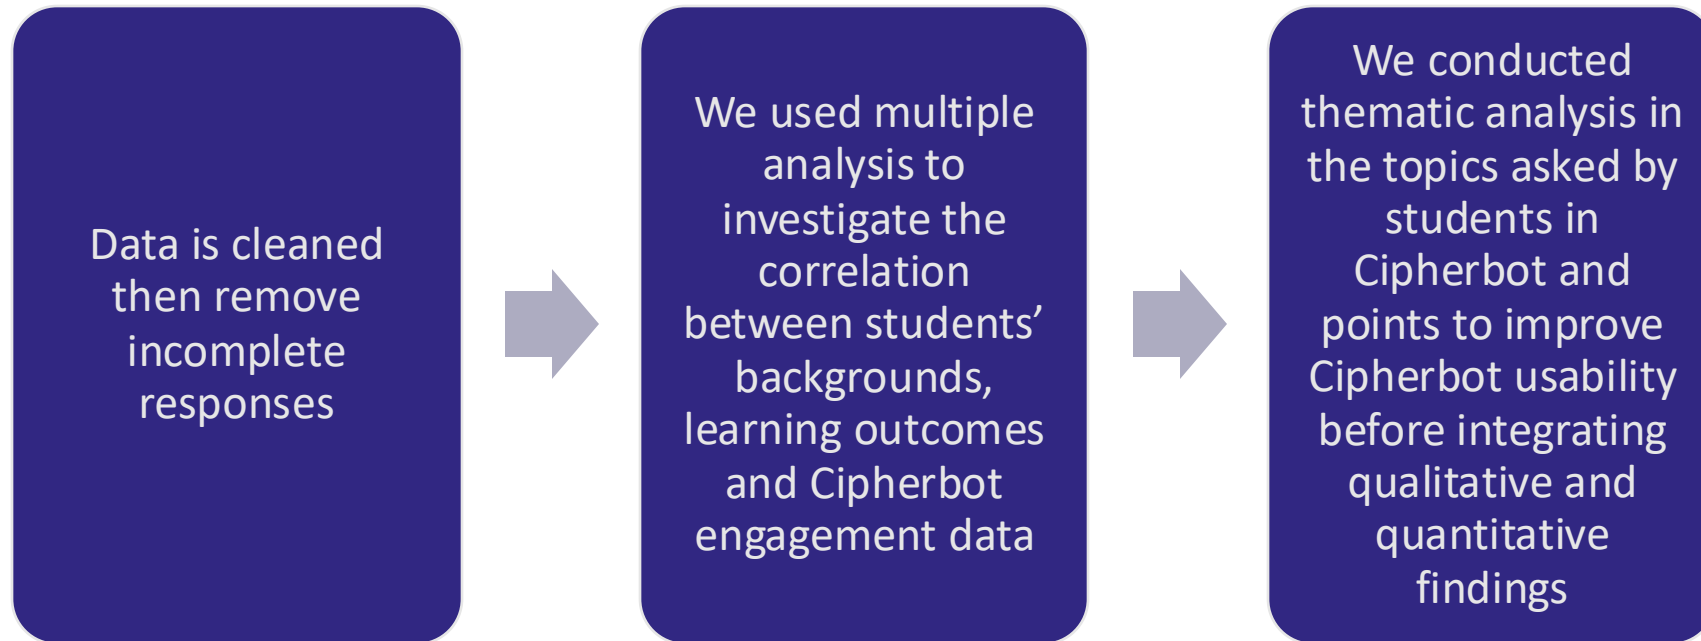 Data is cleaned
then remove
incomplete
responses
We used multiple
analysis to
investigate the
correlation
between students’
backgrounds,
learning outcomes
and Cipherbot
engagement data
We conducted
thematic analysis in
the topics asked by
students in
Cipherbot and
points to improve
Cipherbot usability
before integrating
qualitative and
quantitative
findings